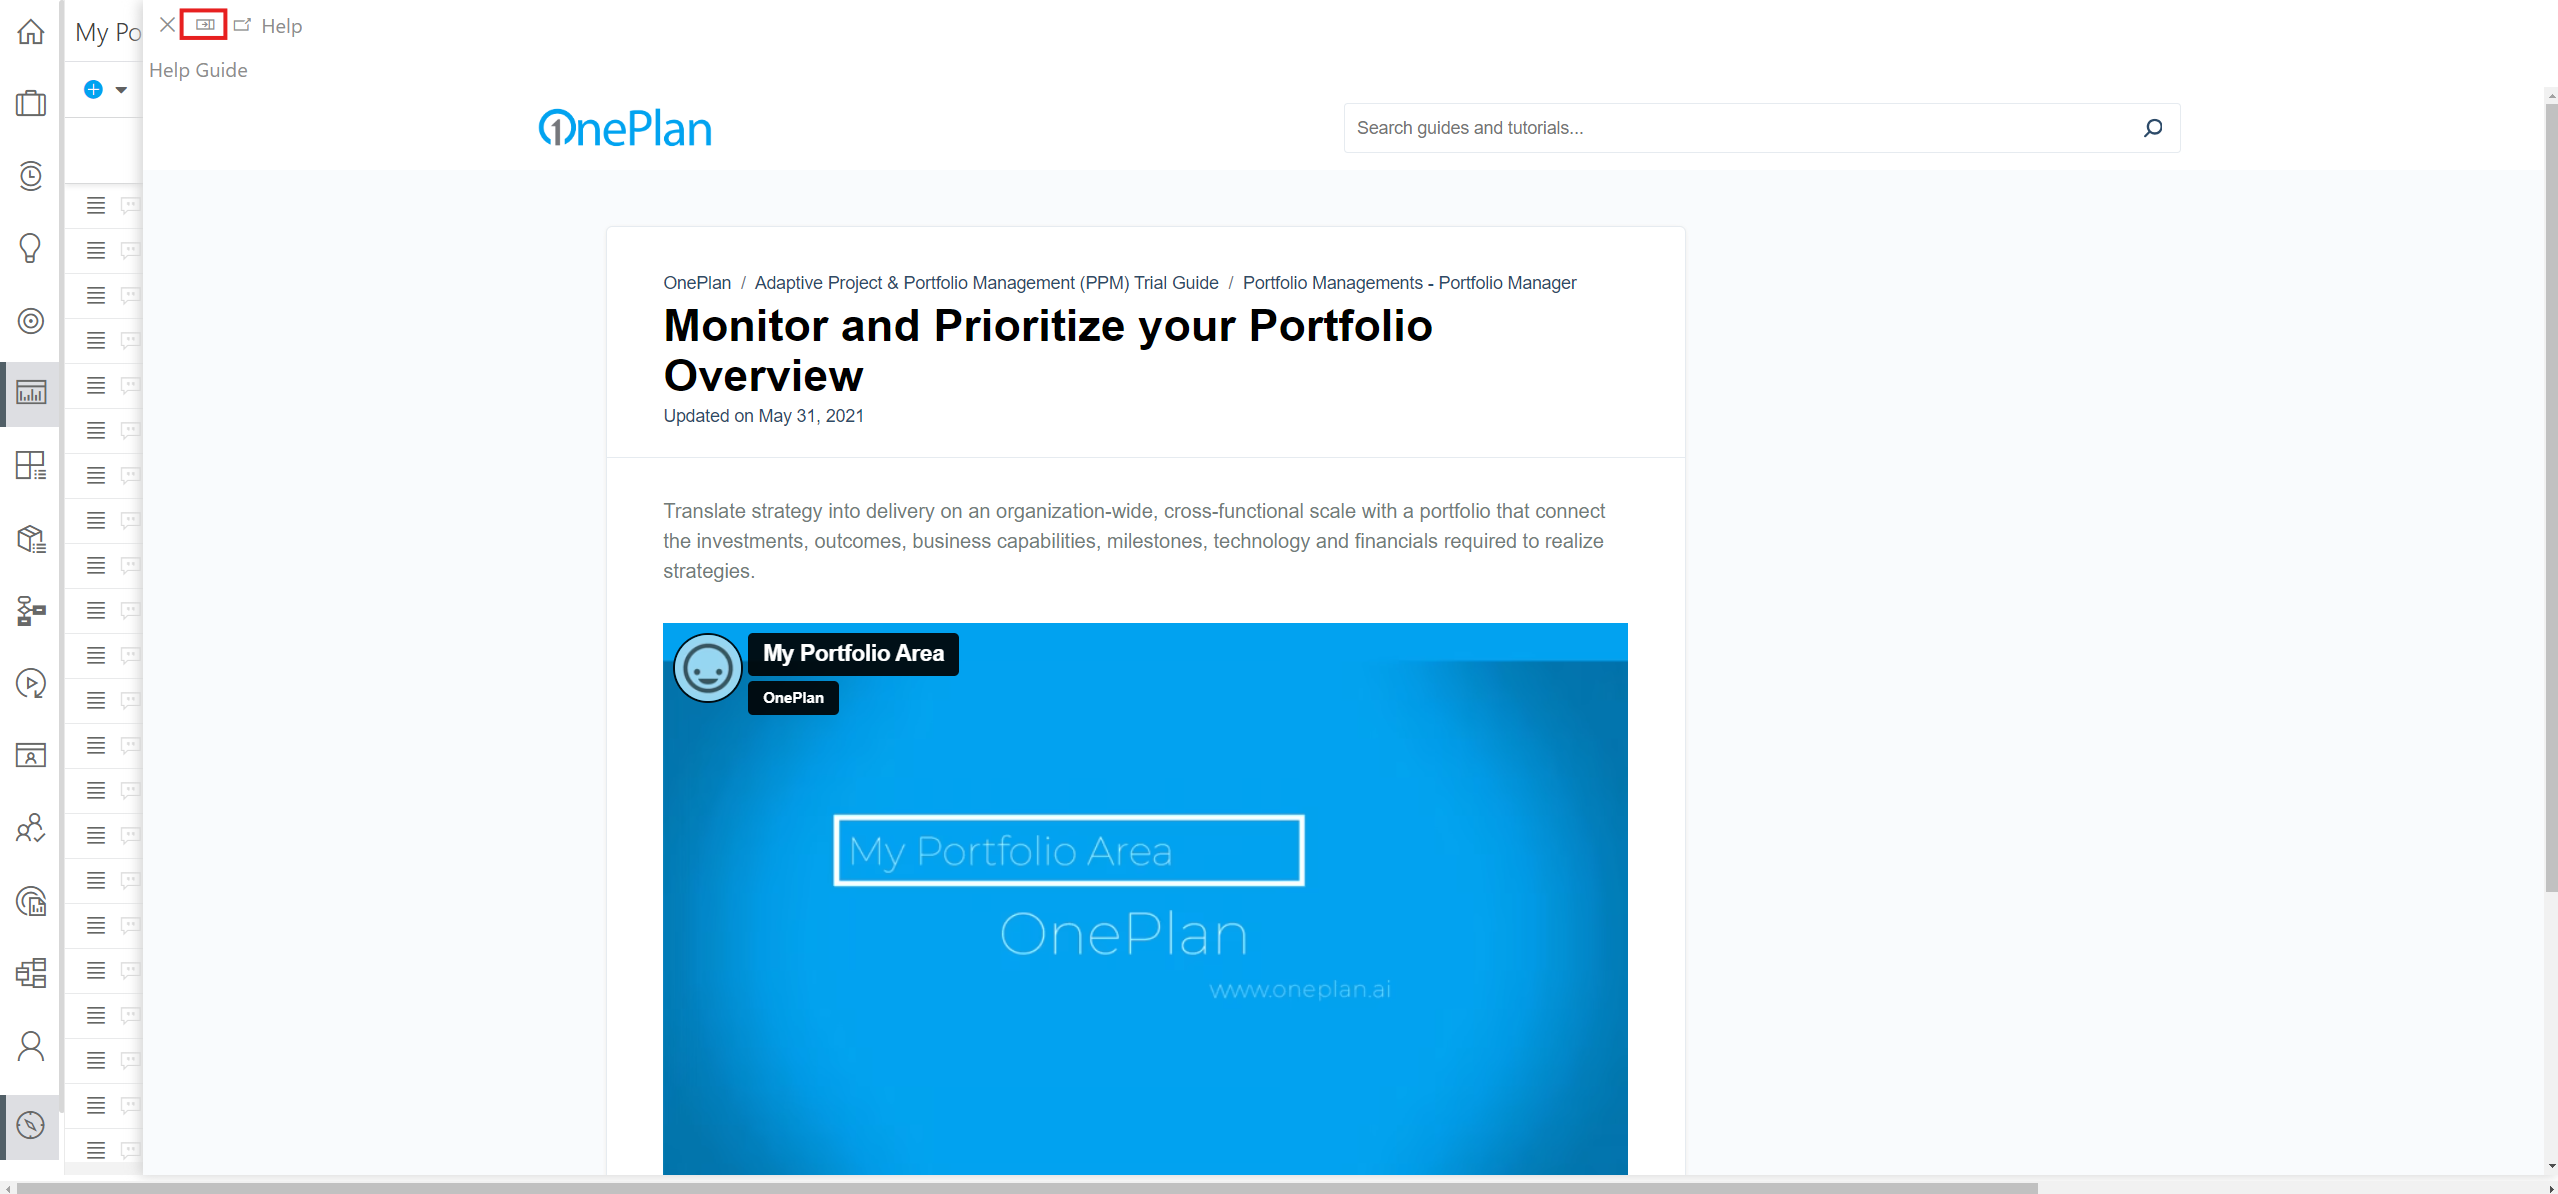 My Po
Help
Help Guide
OnePlan
Search guides and tutorials...
OnePlan / Adaptive Project & Portfolio Management (PPM) Trial Guide / Portfolio Managements - Portfolio Manager
Monitor and Prioritize your Portfolio
Overview
Updated on May 31, 2021
Translate strategy into delivery on an organization-wide, cross-functional scale with a portfolio that connect
the investments, outcomes, business capabilities, milestones, technology and financials required to realize
strategies.
My Portfolio Area
OnePlan
My Portfolio Area
OnePlan
www.oneplan.ai